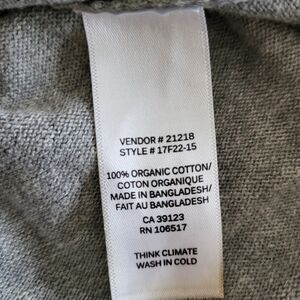 VENDOR # 21218
STYLE # 17F22-15
100% ORGANIC COTTON/
COTON ORGANIQUE
MADE IN BANGLADESH/
FAIT AU BANGLADESH
CA 39123
RN 106517
THINK CLIMATE
WASH IN COLD